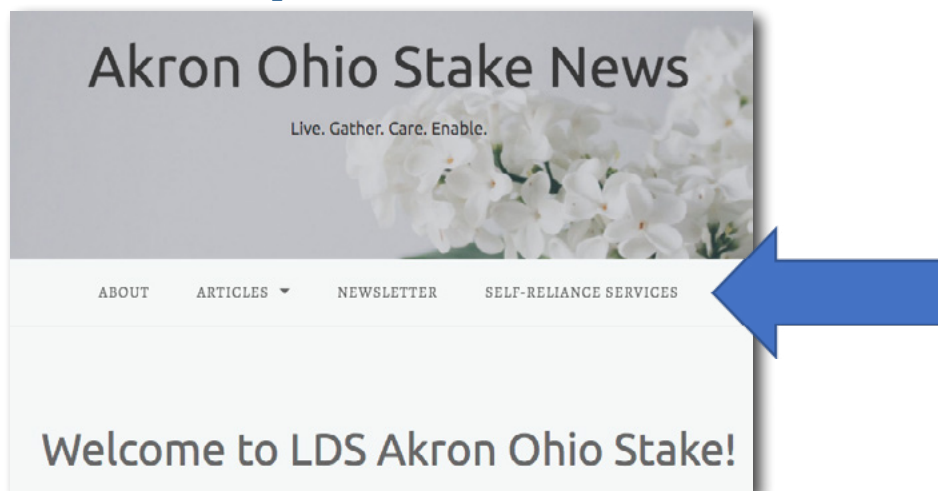 Akron Ohio Stake News
Live. Gather. Care. Enable.
ABOUT ARTICLES NEWSLETTER SELF-RELIANCE SERVICES
Welcome to LDS Akron Ohio Stake!